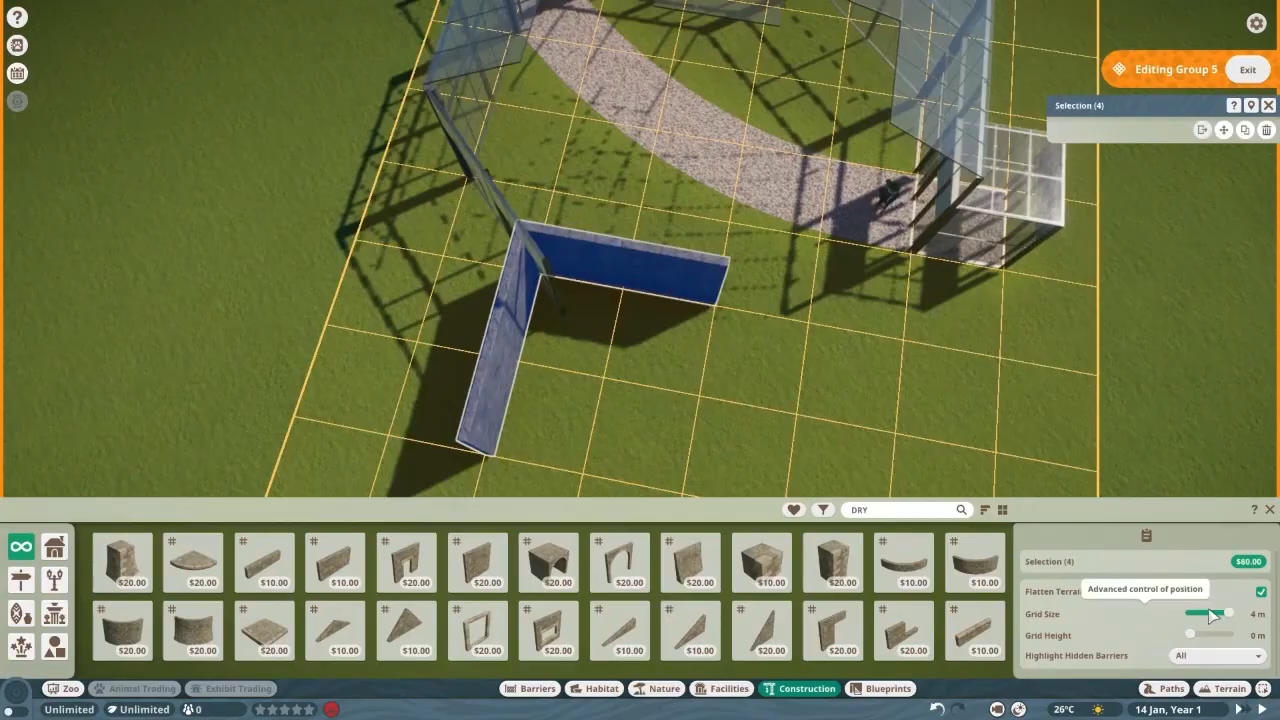 ?
Editing Group 5
Exit
Selection (4)
?
DRY
? ×
$20.00 $20.00 $10.00 $10.00 $20.00 $20.00 $20.00 $20.00 $20.00 $10.00 $20.00 $10.00 $10.00
$20.00 $20.00 $20.00 $10.00 $20.00 $20.00 $20.00 $10.00 $10.00 $20.00 $20.00 $20.00 $10.00
Selection (4) $80.00
Advanced control of position
Flatten Terrai
Grid Size 4 m
Grid Height 0 m
Highlight Hidden Barriers All
Zoo Animal Trading Exhibit Trading Barriers Habitat Nature Facilities Construction Blueprints Paths Terrain
Unlimited Unlimited 0 26°C 14 Jan, Year 1